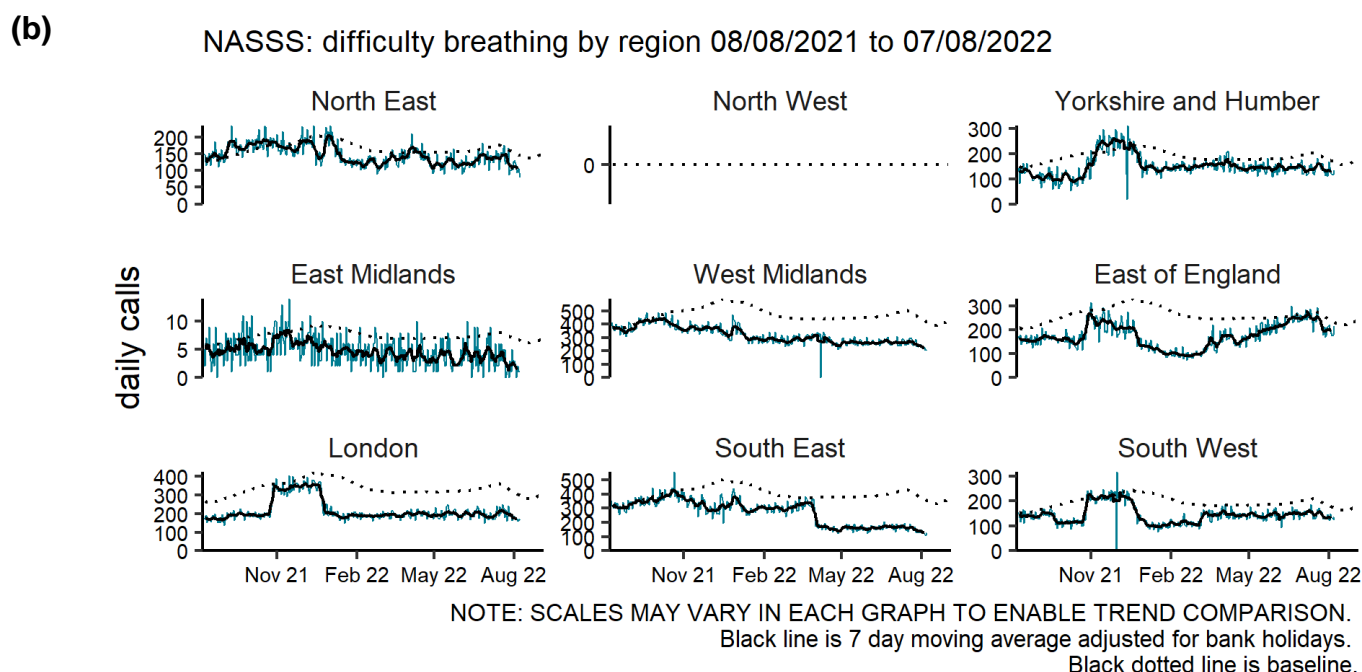 (b)
NASSS: difficulty breathing by region 08/08/2021 to 07/08/2022
North East
200
150
100
50
0
North West
0
Yorkshire and Humber
300
200
100
0
daily calls
East Midlands
10
5
0
West Midlands
500
400
300
200
100
0
East of England
300
200
100
0
London
400
300
200
100
0
South East
500
400
300
200
100
0
South West
300
200
100
0
Nov 21 Feb 22 May 22 Aug 22
Nov 21 Feb 22 May 22 Aug 22
Nov 21 Feb 22 May 22 Aug 22
NOTE: SCALES MAY VARY IN EACH GRAPH TO ENABLE TREND COMPARISON.
Black line is 7 day moving average adjusted for bank holidays.
Black dotted line is baseline.